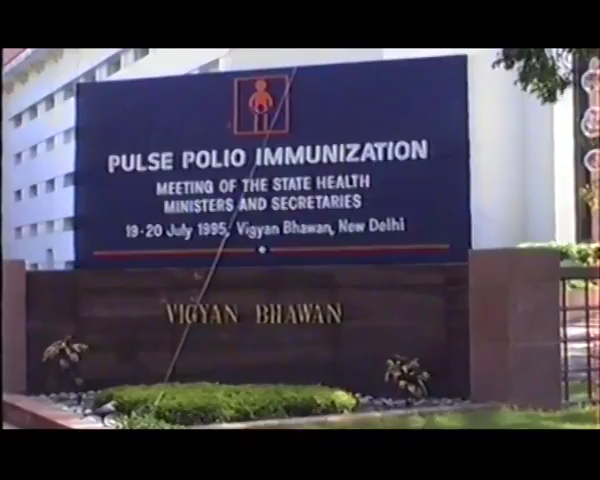 PULSE POLIO IMMUNIZATION
MEETING OF THE STATE HEALTH
MINISTERS AND SECRETARIES
19-20 July 1995, Vigyan Bhawan, New Delhi
VIGYAN BHAWAN